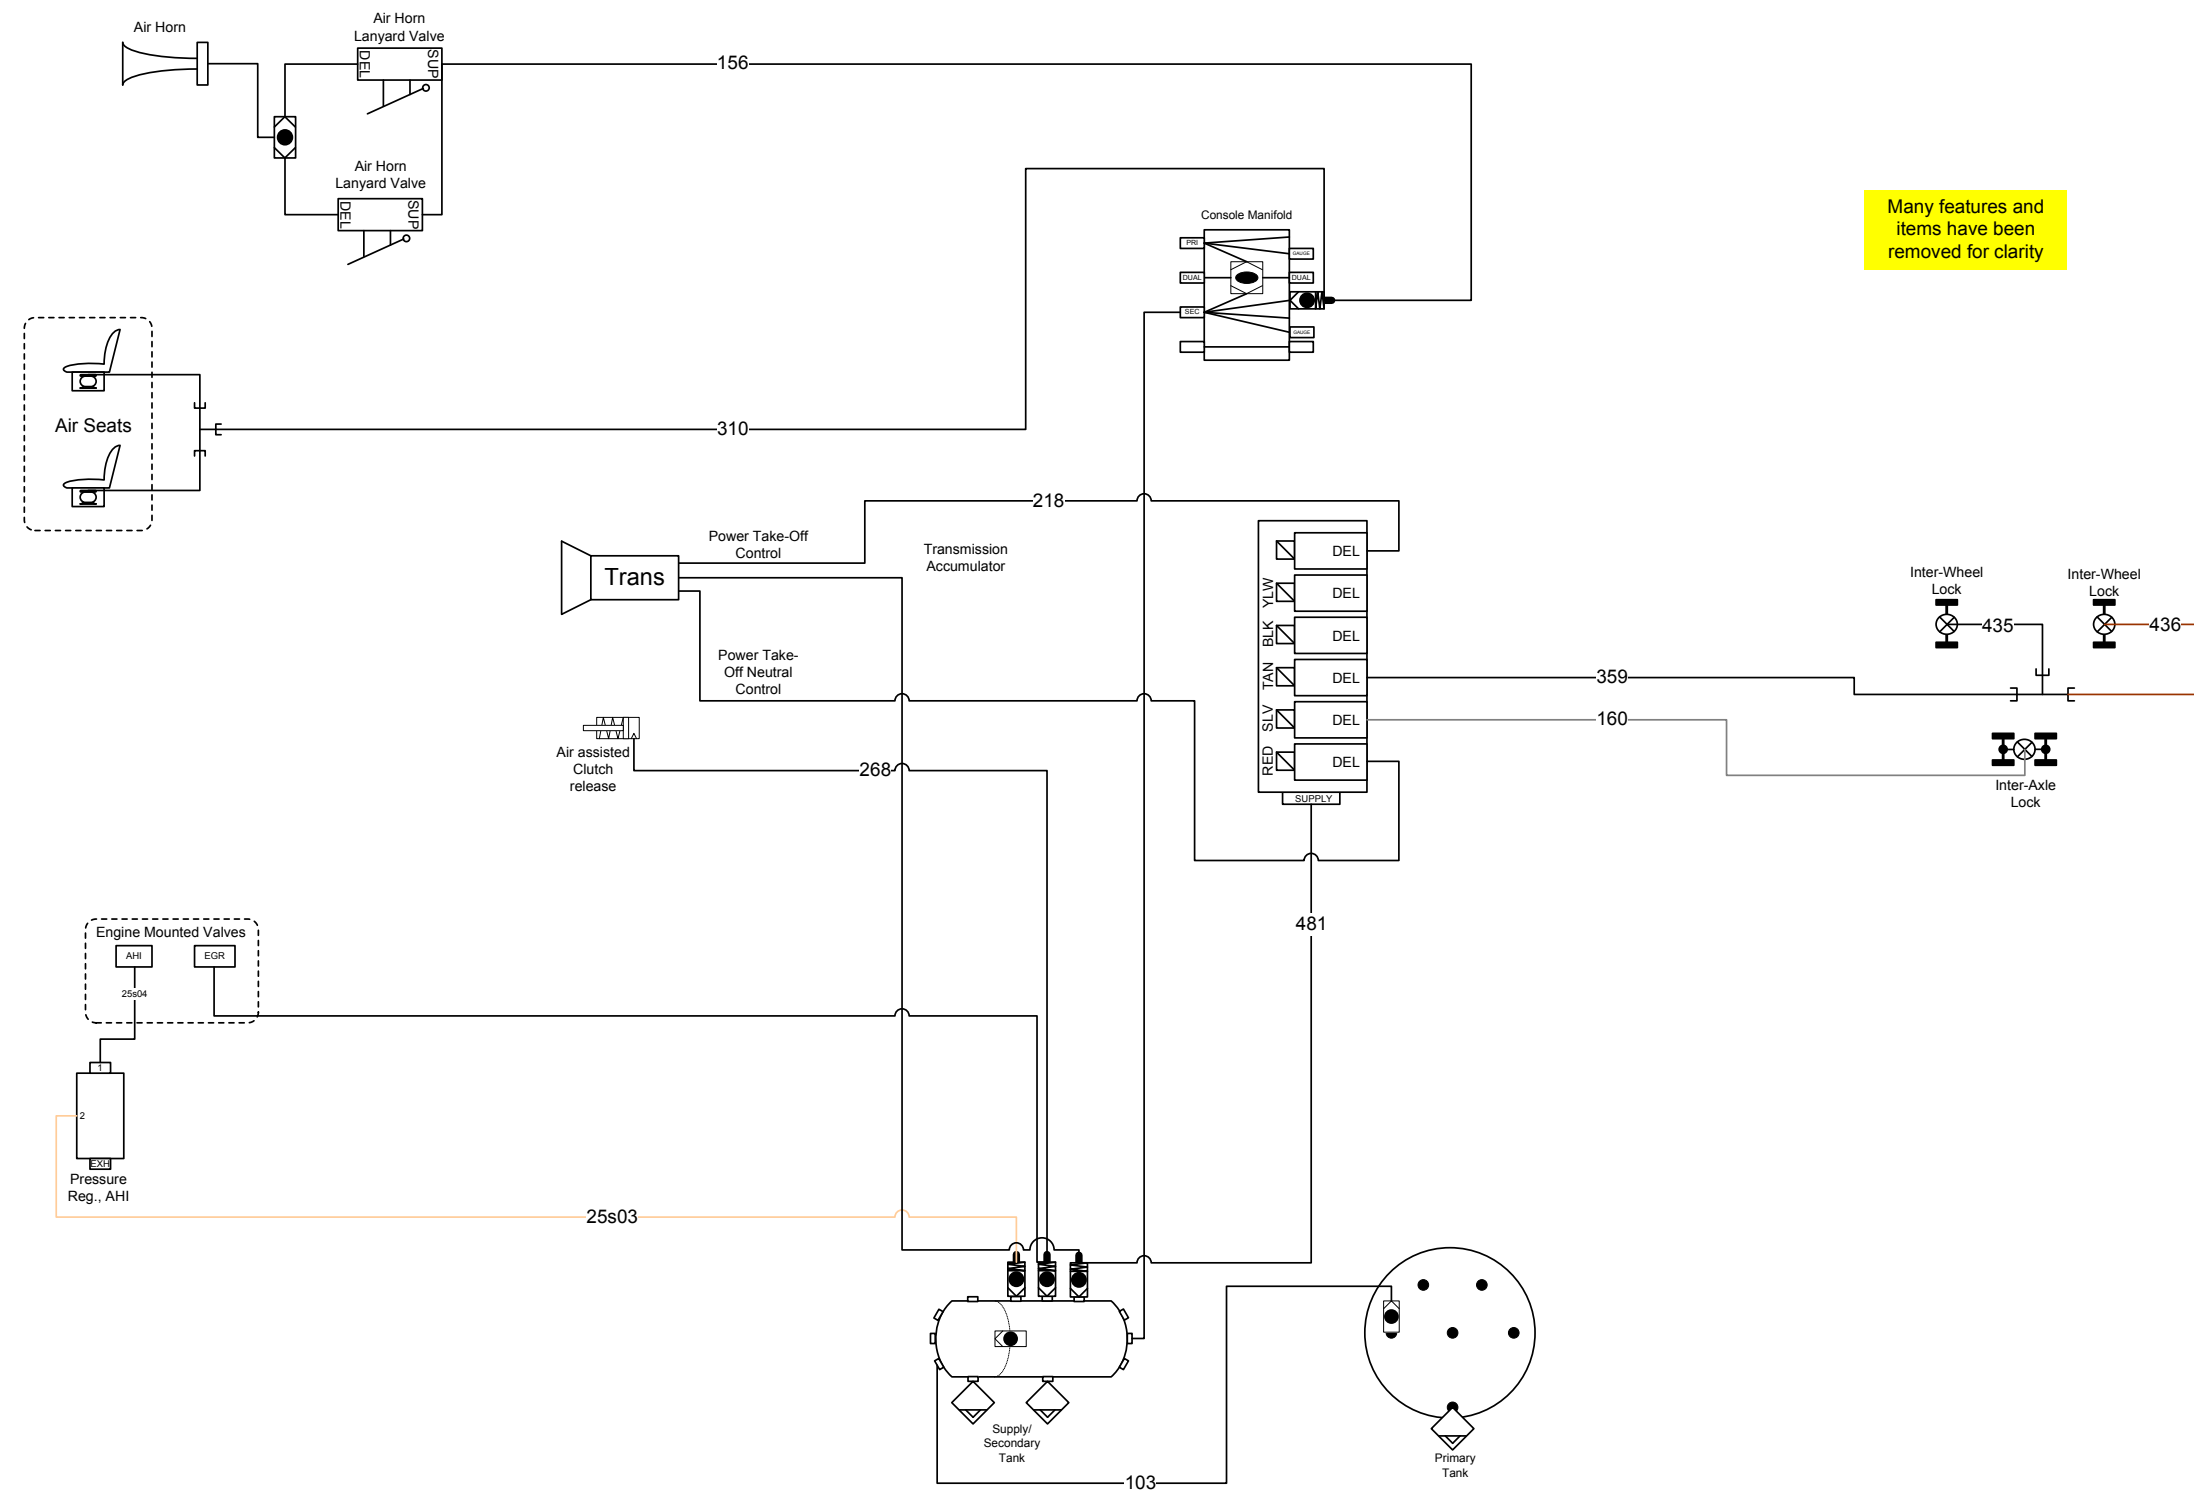 Air Horn
Air Horn
Lanyard Valve
DEL
SUP
156
Air Horn
Lanyard Valve
DEL
SUP
Console Manifold
PRI
GAUGE
DUAL
DUAL
SEC
GAUGE
Many features and
items have been
removed for clarity
Air Seats
310
218
Power Take-Off
Control
Transmission
Accumulator
Trans
Power Take-
Off Neutral
Control
DEL
YLW
DEL
BLK
DEL
TAN
DEL
SLV
DEL
RED
DEL
SUPPLY
359
160
Inter-Wheel
Lock
435
Inter-Wheel
Lock
436
Inter-Axle
Lock
Air assisted
Clutch
release
268
481
Engine Mounted Valves
AHI
EGR
25s04
1
2
EXH
Pressure
Reg., AHI
25s03
Supply/
Secondary
Tank
103
Primary
Tank